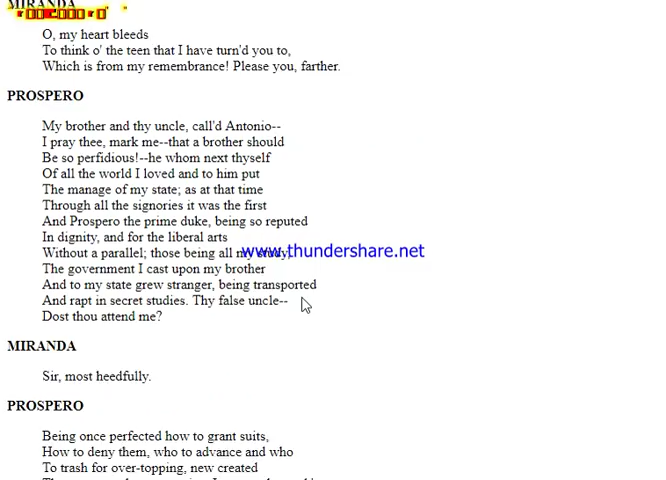 MIRANDA
O, my heart bleeds
To think o' the teen that I have turn'd you to,
Which is from my remembrance! Please you, farther.
PROSPERO
My brother and thy uncle, call'd Antonio--
I pray thee, mark me--that a brother should
Be so perfidious!--he whom next thyself
Of all the world I loved and to him put
The manage of my state; as at that time
Through all the signories it was the first
And Prospero the prime duke, being so reputed
In dignity, and for the liberal arts
Without a parallel; those being all my study,
www.thundershare.net
The government I cast upon my brother
And to my state grew stranger, being transported
And rapt in secret studies. Thy false uncle--
Dost thou attend me?
MIRANDA
Sir, most heedfully.
PROSPERO
Being once perfected how to grant suits,
How to deny them, who to advance and who
To trash for over-topping, new created